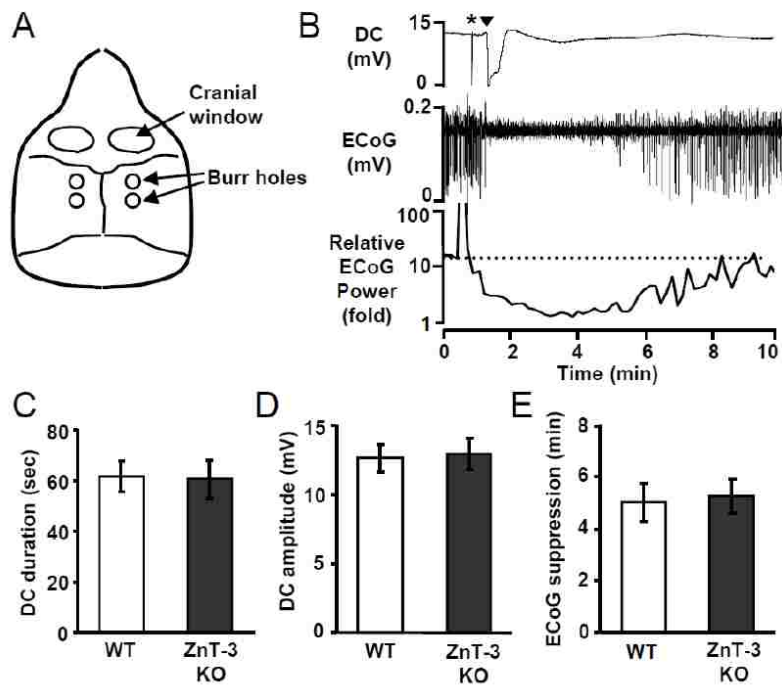 A
Cranial
window
Burr holes
B
*
15
DC
(mV)
0
0.2
ECoG
(mV)
0
100
Relative
ECoG
Power
(fold)
10
1
0 2 4 6 8 10
Time (min)
C
DC duration (sec)
80
60
40
20
0
WT
ZnT-3
KO
D
DC amplitude (mV)
15
10
5
0
WT
ZnT-3
KO
E
ECoG suppression (min)
8
6
4
2
0
WT
ZnT-3
KO